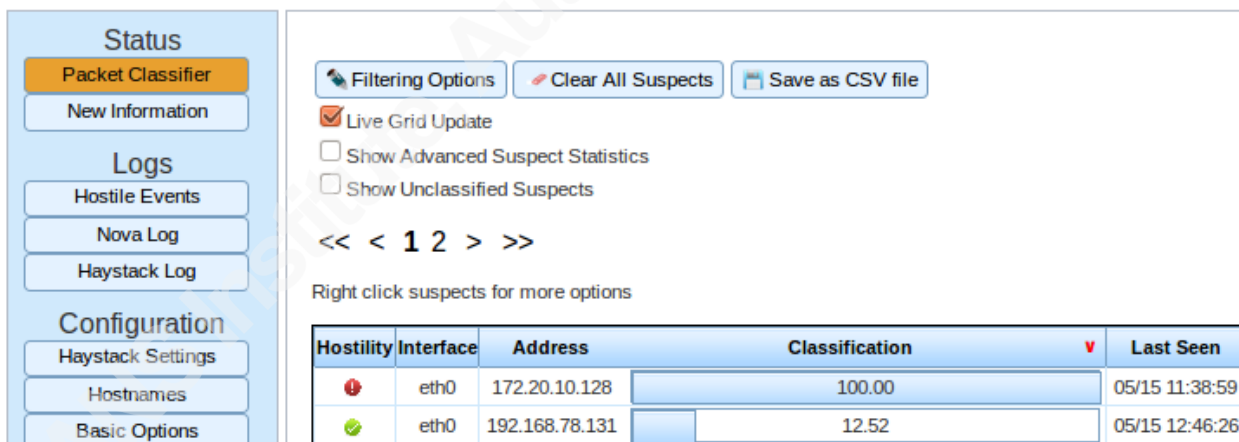 Status
Packet Classifier
New Information
Logs
Hostile Events
Nova Log
Haystack Log
Configuration
Haystack Settings
Hostnames
Basic Options
Filtering Options Clear All Suspects Save as CSV file
Live Grid Update
Show Advanced Suspect Statistics
Show Unclassified Suspects
<< < 1 2 > >>
Right click suspects for more options
Hostility Interface Address Classification v Last Seen
eth0 172.20.10.128 100.00 05/15 11:38:59
eth0 192.168.78.131 12.52 05/15 12:46:26